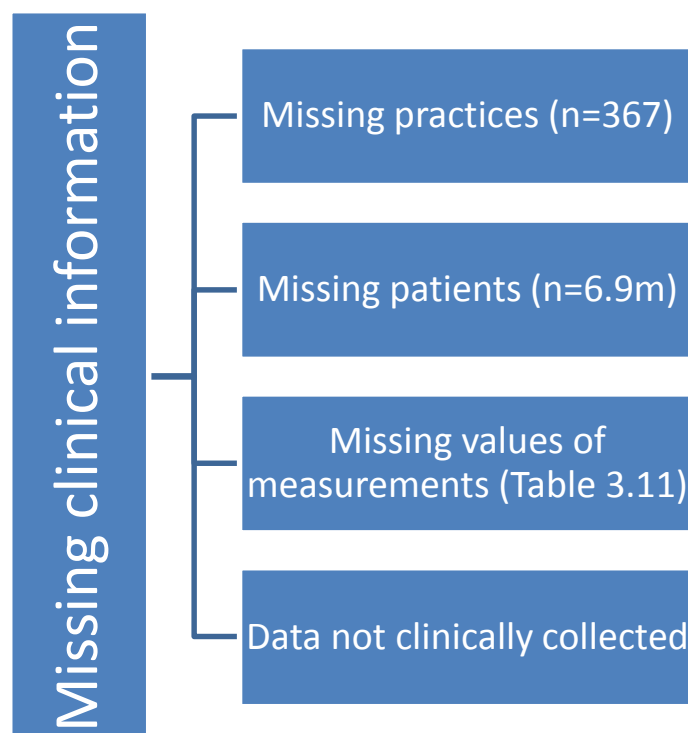 Missing clinical information
Missing practices (n=367)
Missing patients (n=6.9m)
Missing values of
measurements (Table 3.11)
Data not clinically collected